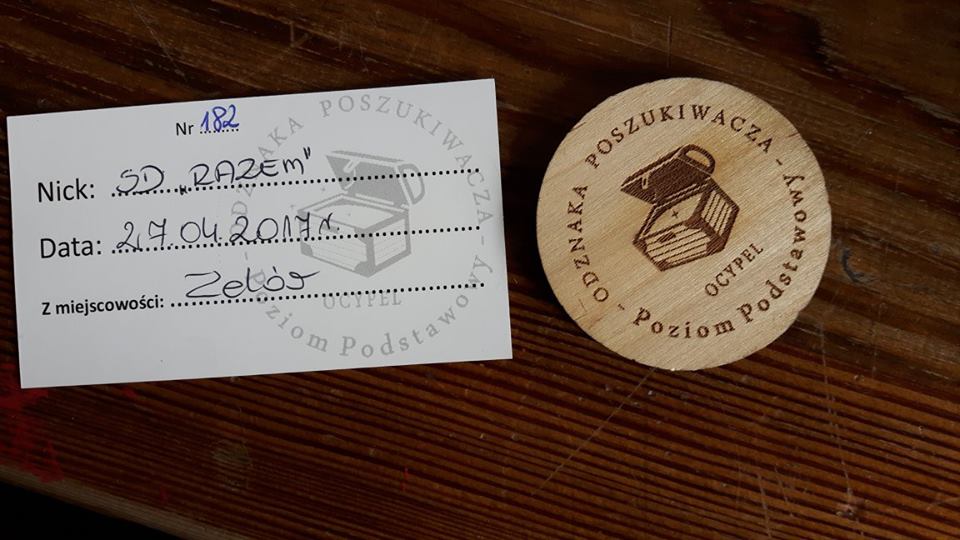 Nr 182
Nick: SD „RAZEM"
Data: 27.04.2017r.
Z miejscowości: Zebór
ODZNAKA POSZUKIWACZA -
OCYPEL
- Poziom Podstawowy
- ODZNAKA POSZUKIWACZA -
OCYPEL
Poziom Podstawowy